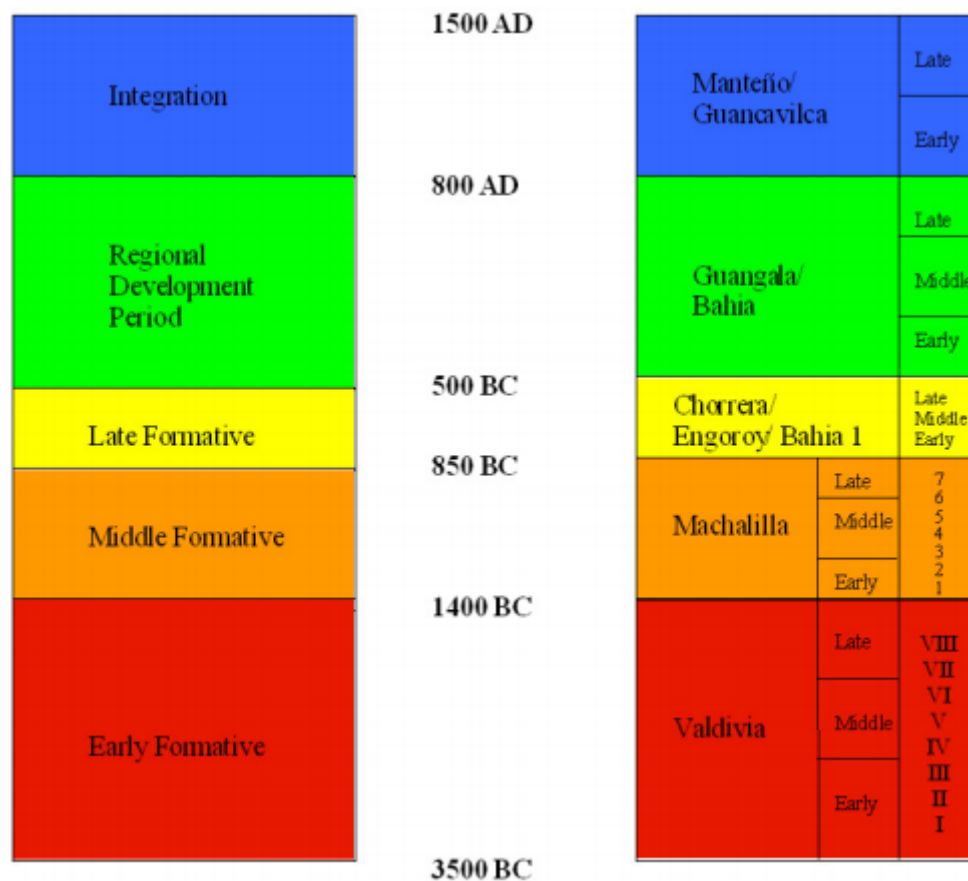 1500 AD
Integration
Manteño/
Guancavilca
Late
Early
800 AD
Regional
Development
Period
Guangala/
Bahia
Late
Middle
Early
500 BC
Late Formative
Chorrera/
Engoroy/ Bahia 1
Late
Middle
Early
850 BC
Middle Formative
Machalilla
Late
Middle
Early
7
6
5
4
3
2
1
1400 BC
Early Formative
Valdivia
Late
Middle
Early
VIII
VII
VI
V
IV
III
II
I
3500 BC